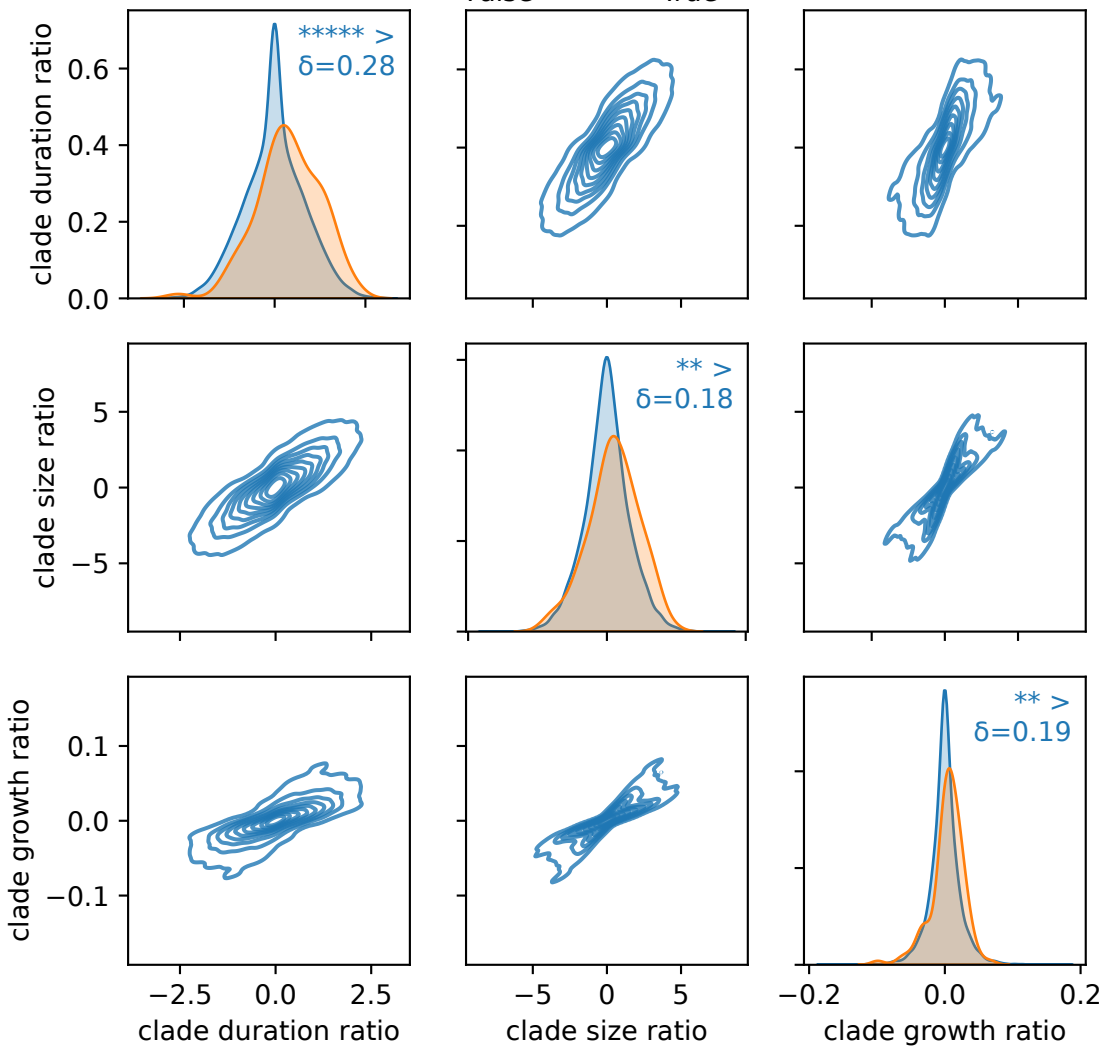 ***** >
δ=0.28
clade duration ratio
0.6
0.4
0.2
0.0
** >
δ=0.18
clade size ratio
5
0
−5
** >
δ=0.19
clade growth ratio
0.1
0.0
−0.1
−2.5 0.0 2.5
−5 0 5
−0.2 0.0 0.2
clade duration ratio
clade size ratio
clade growth ratio